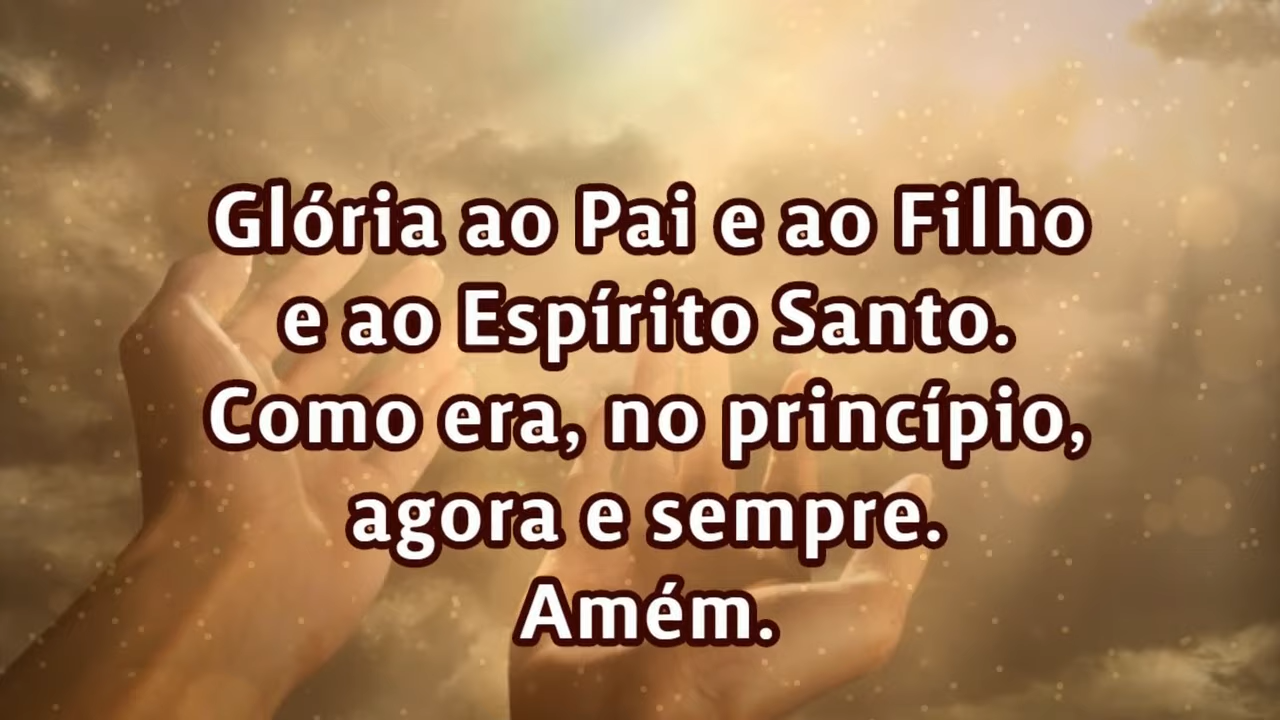 Glória ao Pai e ao Filho
e ao Espírito Santo.
Como era, no princípio,
agora e sempre.
Amém.